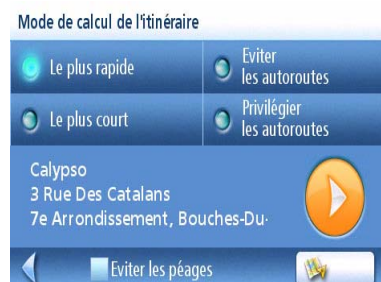 Mode de calcul de l'itinéraire
Le plus rapide
Eviter
les autoroutes
Le plus court
Privilégier
les autoroutes
Calypso
3 Rue Des Catalans
7e Arrondissement, Bouches-Du-
Eviter les péages